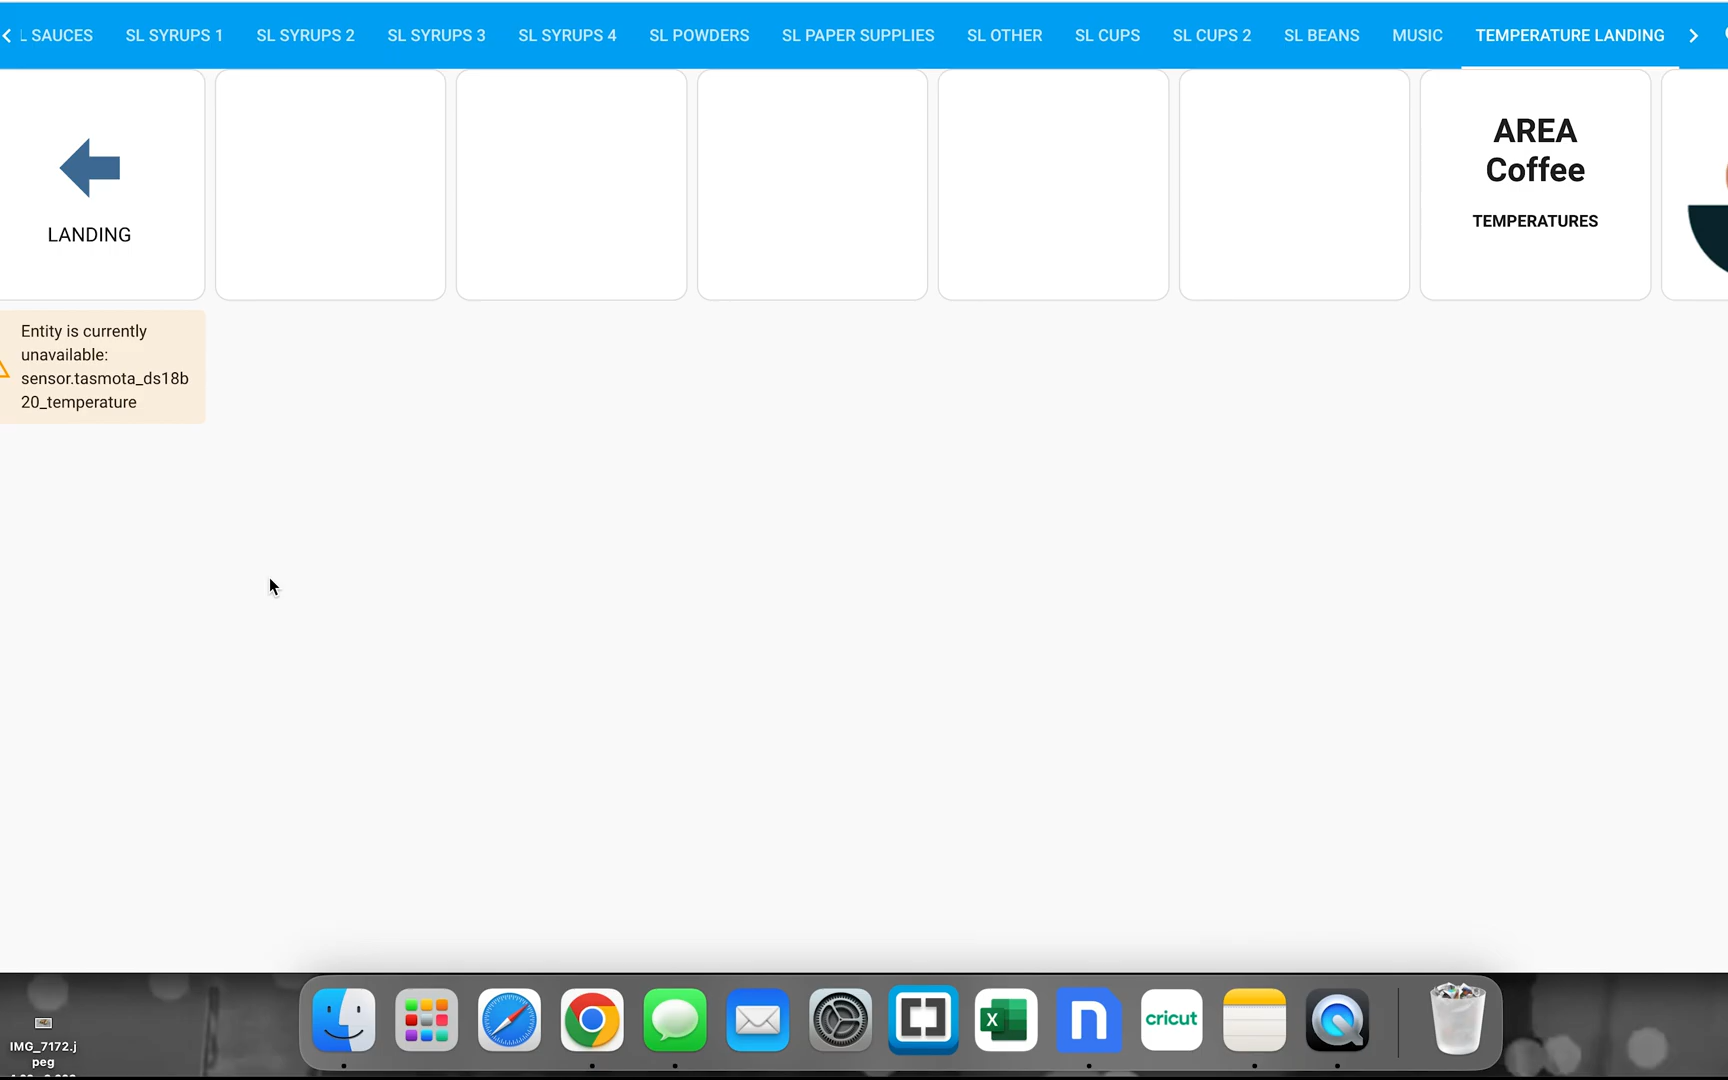 L SAUCES SL SYRUPS 1 SL SYRUPS 2 SL SYRUPS 3 SL SYRUPS 4 SL POWDERS SL PAPER SUPPLIES SL OTHER SL CUPS SL CUPS 2 SL BEANS MUSIC TEMPERATURE LANDING
LANDING
AREA
Coffee
TEMPERATURES
Entity is currently
unavailable:
sensor.tasmota_ds18b
20_temperature
cricut
IMG_7172.j
peg